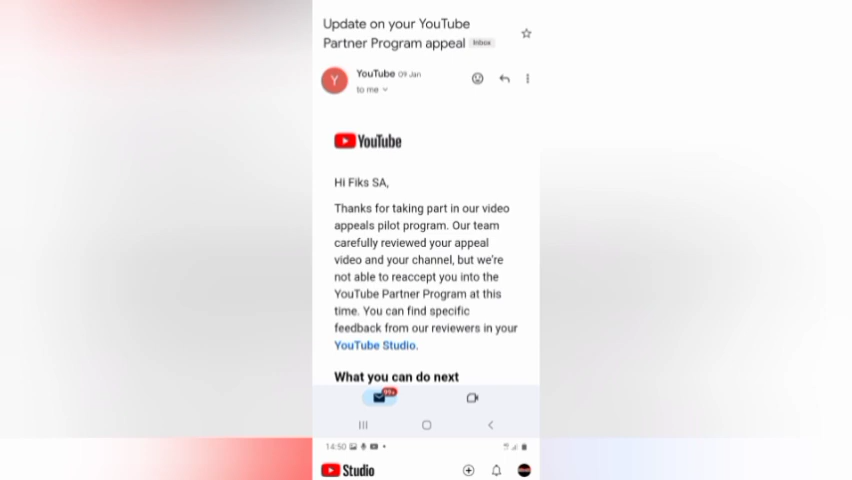 Update on your YouTube
Partner Program appeal Inbox
Y
YouTube 09 Jan
to me
YouTube
Hi Fiks SA,
Thanks for taking part in our video
appeals pilot program. Our team
carefully reviewed your appeal
video and your channel, but we're
not able to reaccept you into the
YouTube Partner Program at this
time. You can find specific
feedback from our reviewers in your
YouTube Studio.
What you can do next
99+
14:50
Studio